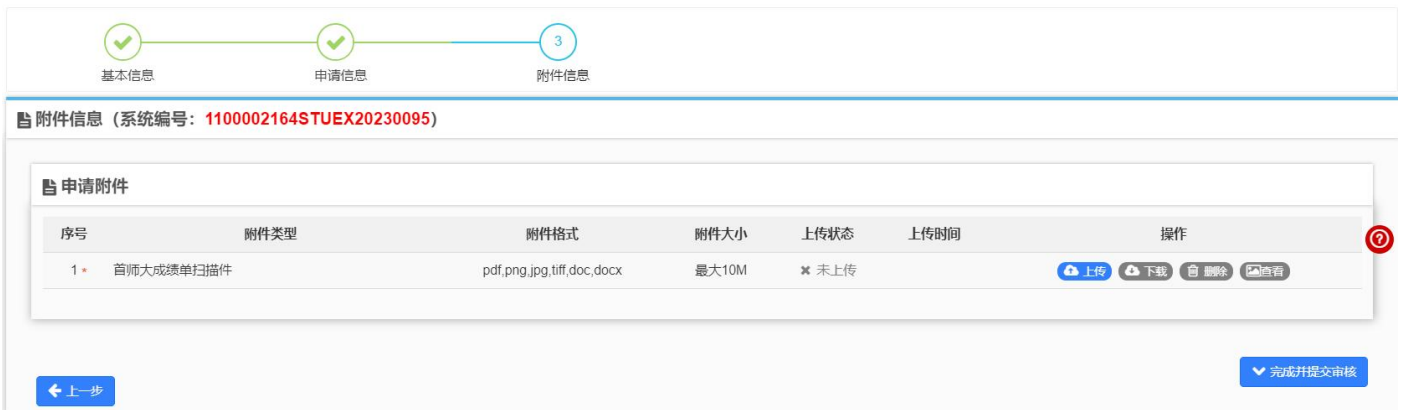 3
基本信息 申请信息 附件信息
附件信息（系统编号：1100002164STUEX20230095）
申请附件
序号 附件类型 附件格式 附件大小 上传状态 上传时间 操作
1 * 首师大成绩单扫描件 pdf,png,jpg,tiff,doc,docx 最大10M ✖ 未上传 上传 下载 删除 查看
完成并提交审核
上一步